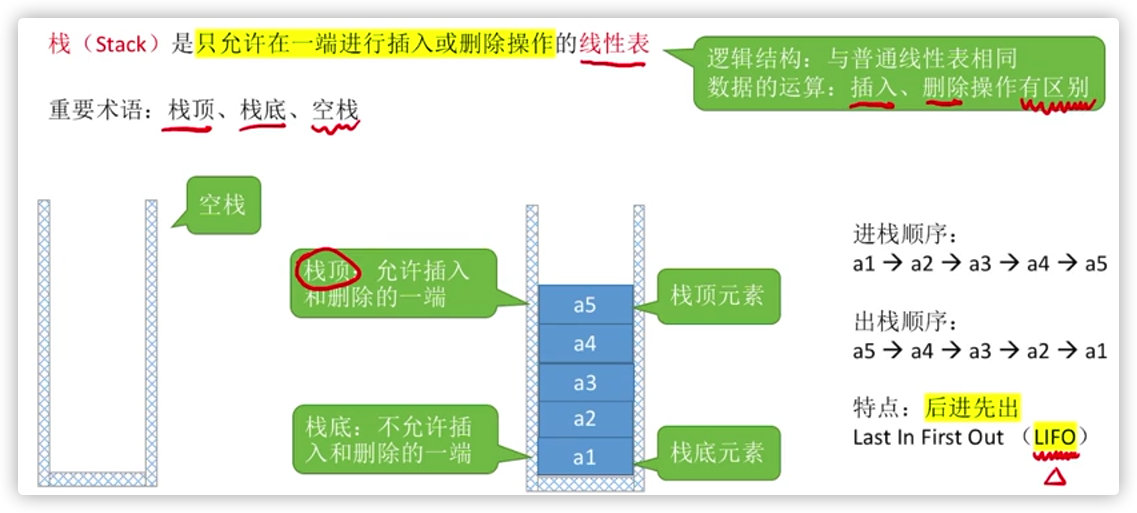 栈（Stack）是只允许在一端进行插入或删除操作的线性表
逻辑结构：与普通线性表相同
数据的运算：插入、删除操作有区别
重要术语：栈顶、栈底、空栈
空栈
栈顶：允许插入
和删除的一端
栈底：不允许插
入和删除的一端
a5
a4
a3
a2
a1
栈顶元素
栈底元素
进栈顺序：
a1 → a2 → a3 → a4 → a5
出栈顺序：
a5 → a4 → a3 → a2 → a1
特点：后进先出
Last In First Out （LIFO）